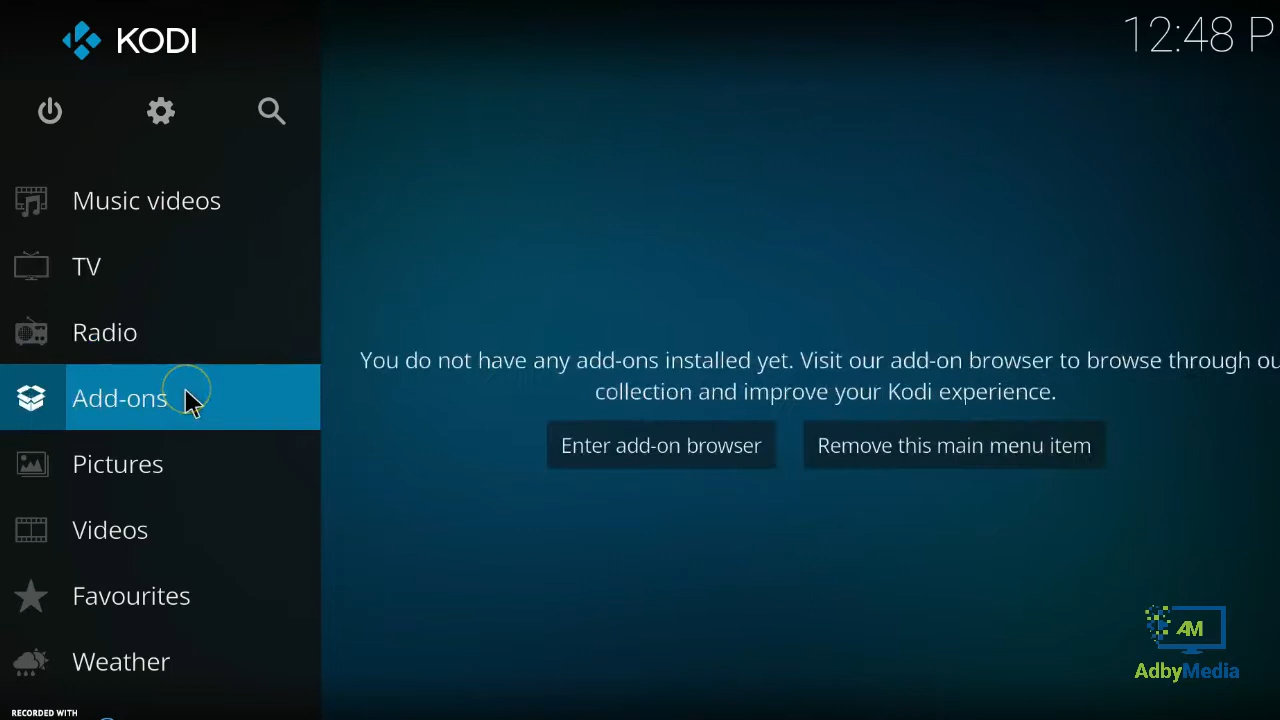 KODI
12:48 P
Music videos
TV
Radio
Add-ons
Pictures
Videos
Favourites
Weather
You do not have any add-ons installed yet. Visit our add-on browser to browse through ou
collection and improve your Kodi experience.
Enter add-on browser
Remove this main menu item
AM
AdbyMedia
RECORDED WITH